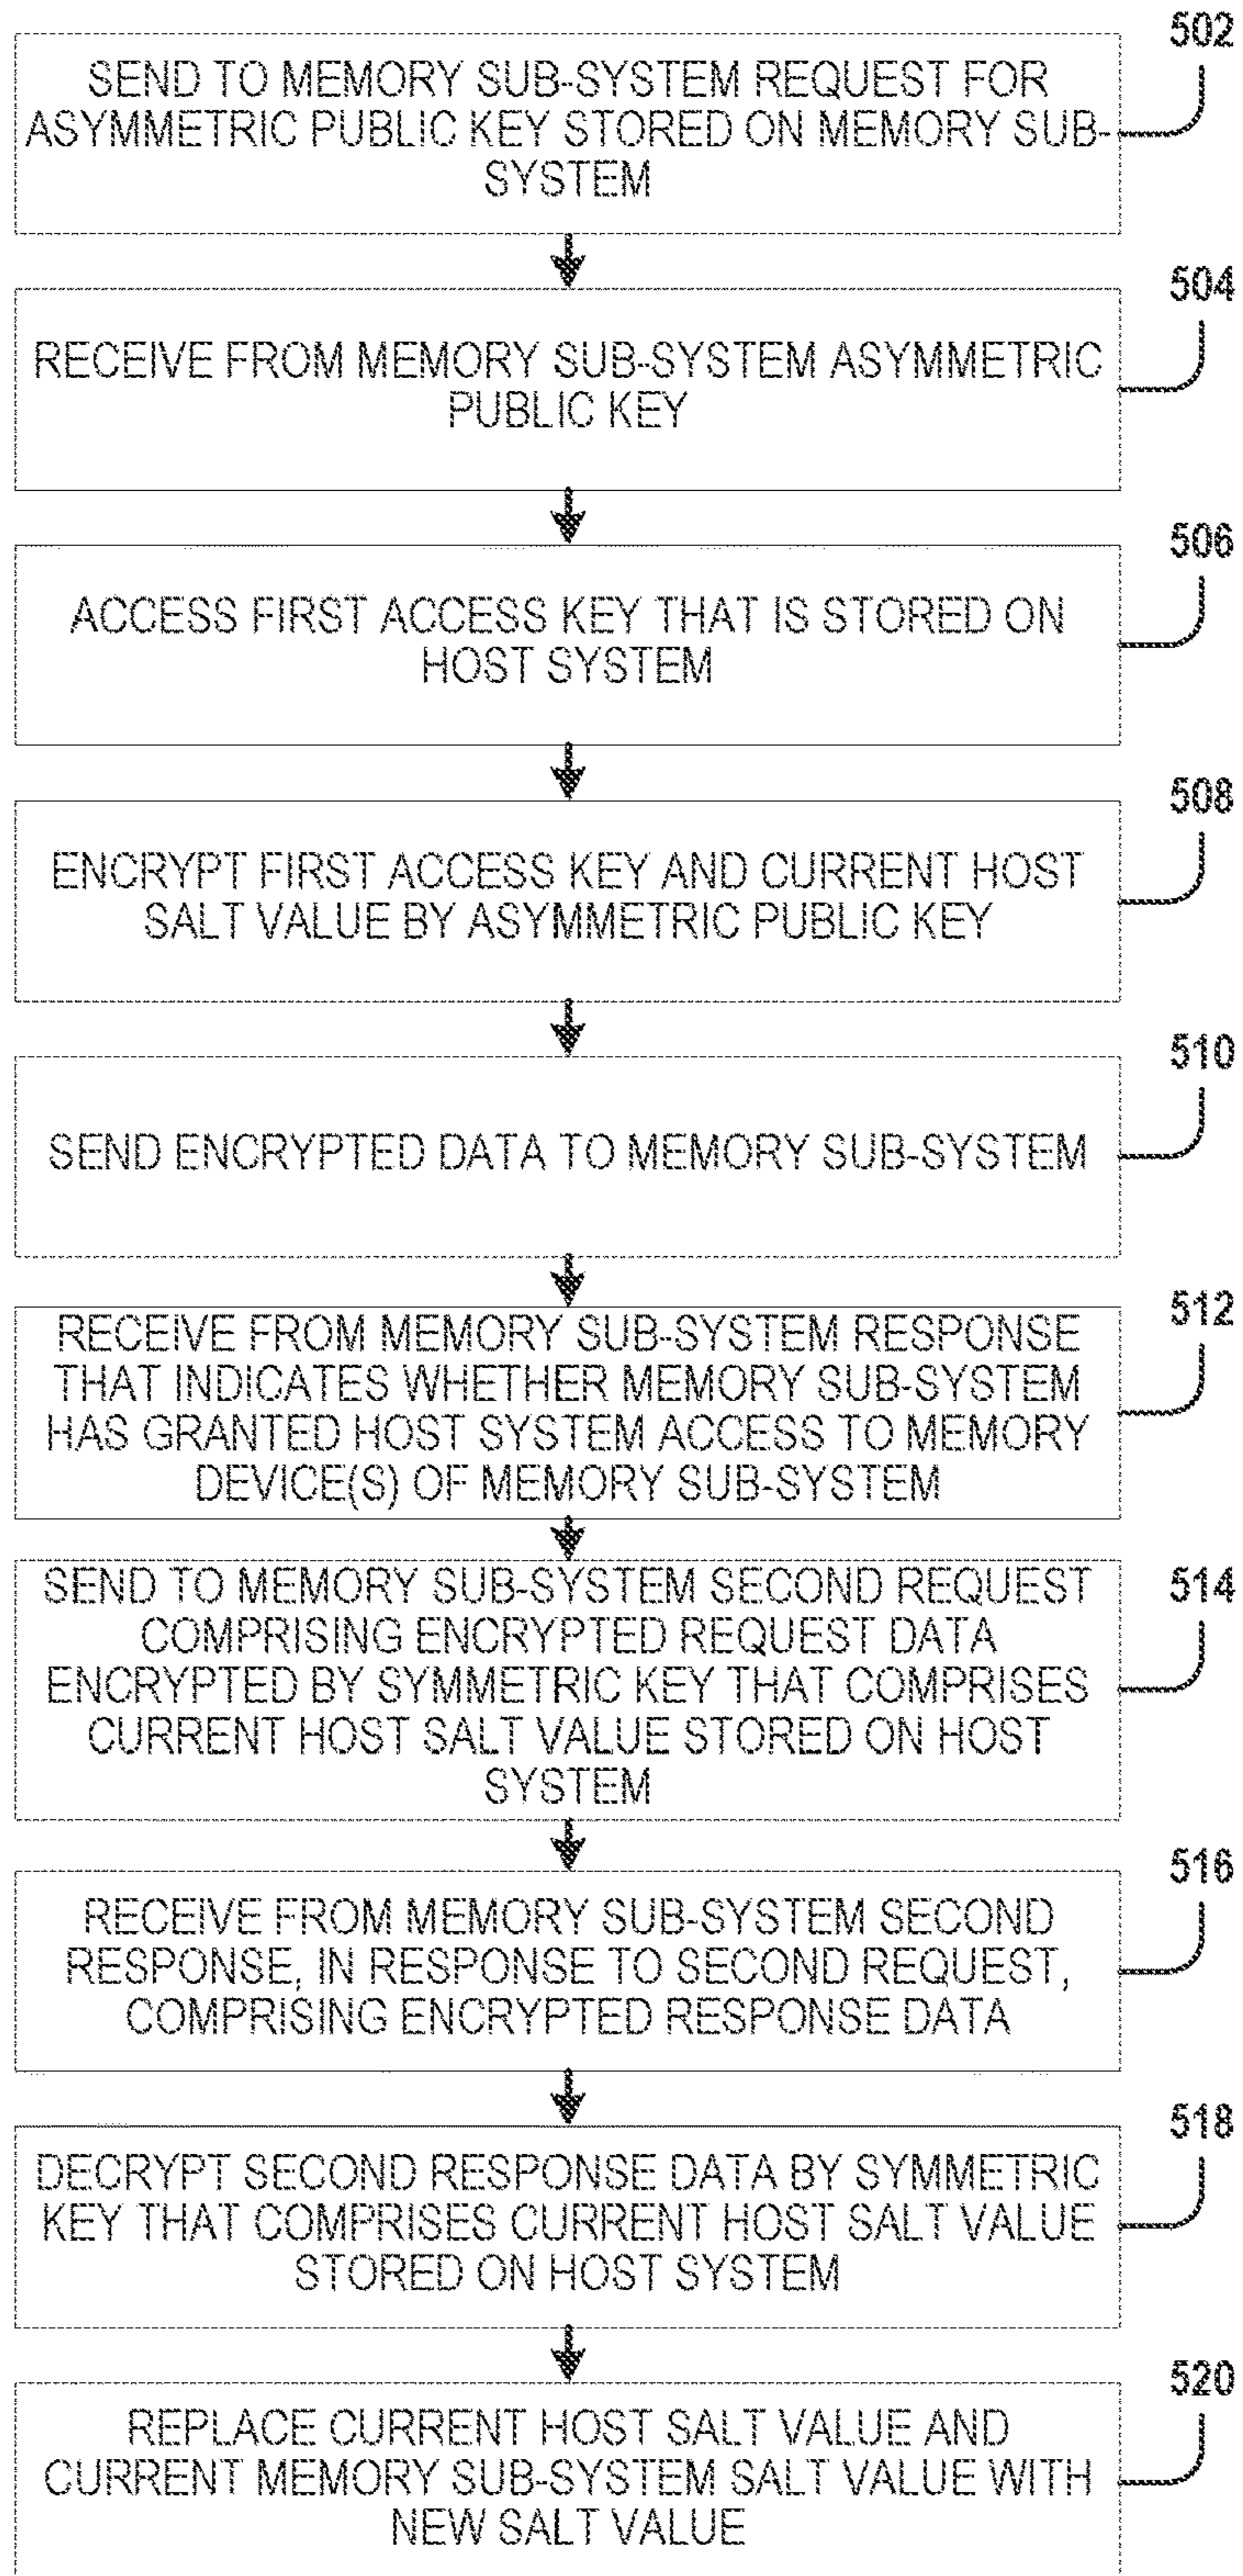 502
SEND TO MEMORY SUB-SYSTEM REQUEST FOR
ASYMMETRIC PUBLIC KEY STORED ON MEMORY SUB-
SYSTEM
504
RECEIVE FROM MEMORY SUB-SYSTEM ASYMMETRIC
PUBLIC KEY
506
ACCESS FIRST ACCESS KEY THAT IS STORED ON
HOST SYSTEM
508
ENCRYPT FIRST ACCESS KEY AND CURRENT HOST
SALT VALUE BY ASYMMETRIC PUBLIC KEY
510
SEND ENCRYPTED DATA TO MEMORY SUB-SYSTEM
512
RECEIVE FROM MEMORY SUB-SYSTEM RESPONSE
THAT INDICATES WHETHER MEMORY SUB-SYSTEM
HAS GRANTED HOST SYSTEM ACCESS TO MEMORY
DEVICE(S) OF MEMORY SUB-SYSTEM
514
SEND TO MEMORY SUB-SYSTEM SECOND REQUEST
COMPRISING ENCRYPTED REQUEST DATA
ENCRYPTED BY SYMMETRIC KEY THAT COMPRISES
CURRENT HOST SALT VALUE STORED ON HOST
SYSTEM
516
RECEIVE FROM MEMORY SUB-SYSTEM SECOND
RESPONSE, IN RESPONSE TO SECOND REQUEST,
COMPRISING ENCRYPTED RESPONSE DATA
518
DECRYPT SECOND RESPONSE DATA BY SYMMETRIC
KEY THAT COMPRISES CURRENT HOST SALT VALUE
STORED ON HOST SYSTEM
520
REPLACE CURRENT HOST SALT VALUE AND
CURRENT MEMORY SUB-SYSTEM SALT VALUE WITH
NEW SALT VALUE